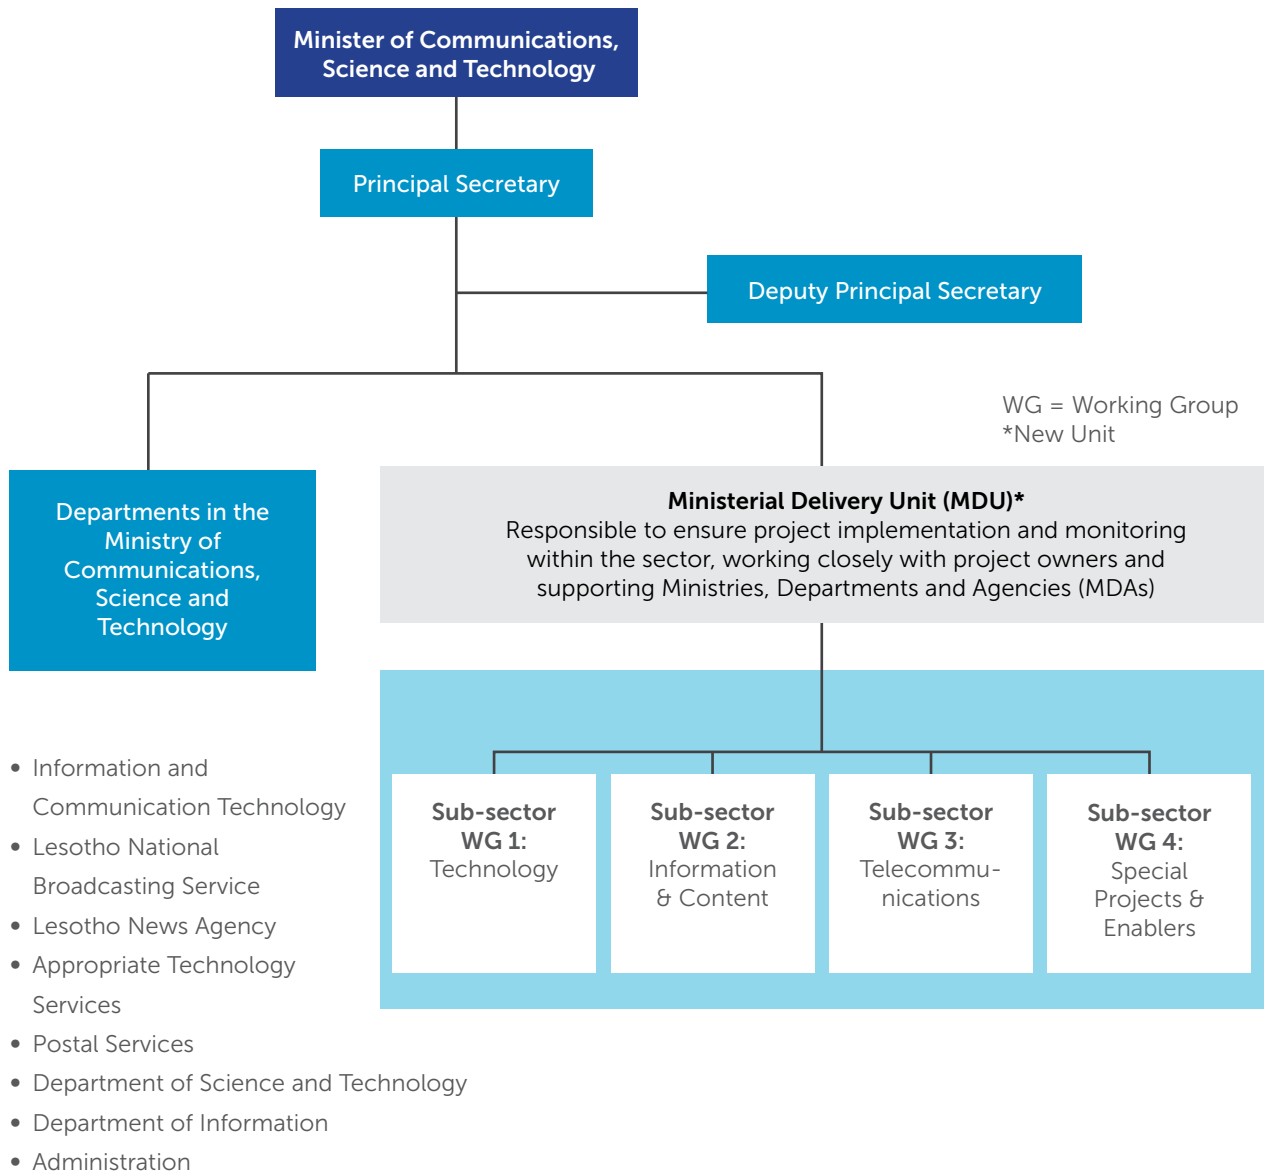 Minister of Communications,
Science and Technology
Principal Secretary
Deputy Principal Secretary
WG = Working Group
*New Unit
Departments in the
Ministry of
Communications,
Science and
Technology
Ministerial Delivery Unit (MDU)*
Responsible to ensure project implementation and monitoring
within the sector, working closely with project owners and
supporting Ministries, Departments and Agencies (MDAs)
• Information and
Communication Technology
• Lesotho National
Broadcasting Service
• Lesotho News Agency
• Appropriate Technology
Services
• Postal Services
• Department of Science and Technology
• Department of Information
• Administration
Sub-sector
WG 1:
Technology
Sub-sector
WG 2:
Information
& Content
Sub-sector
WG 3:
Telecommu-
nications
Sub-sector
WG 4:
Special
Projects &
Enablers